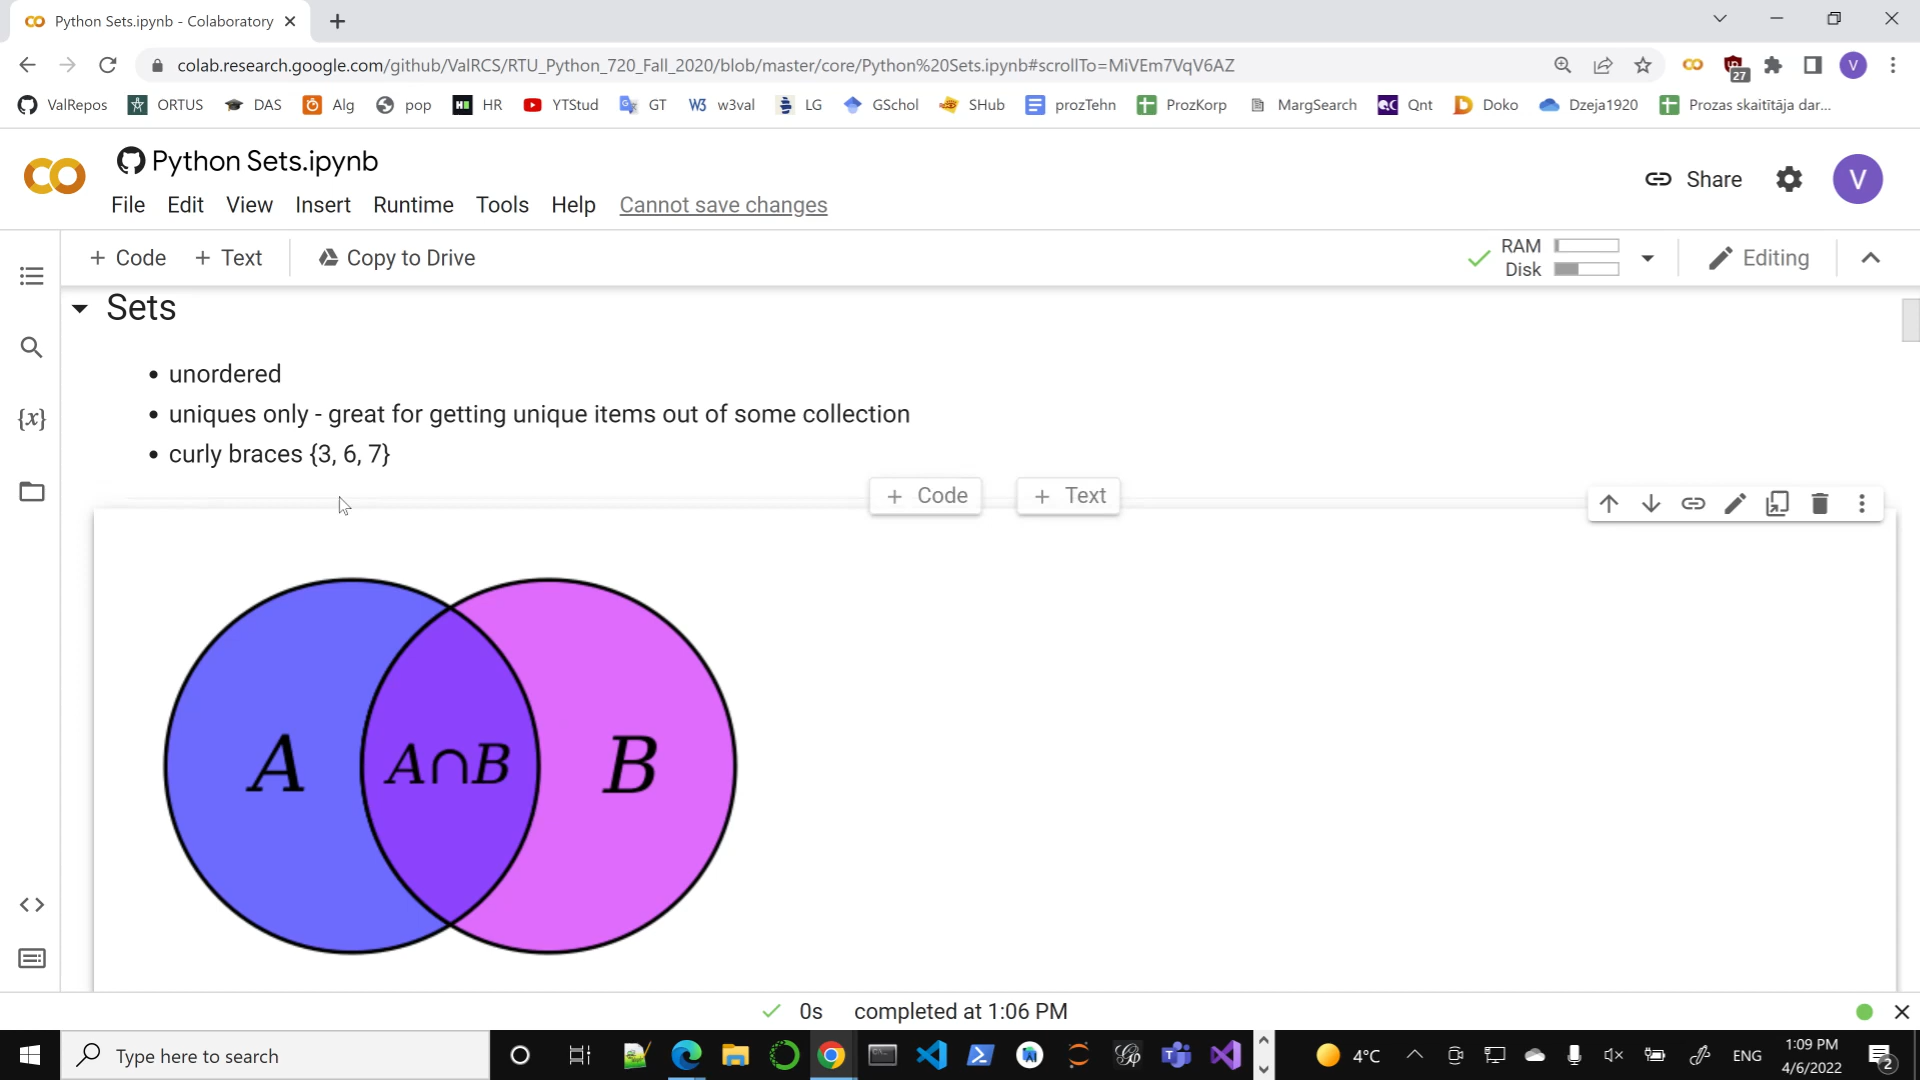 Python Sets.ipynb - Colaboratory
colab.research.google.com/github/ValRCS/RTU_Python_720_Fall_2020/blob/master/core/Python%20Sets.ipynb#scrollTo=MiVEm7VqV6AZ
27
V
ValRepos ORTUS DAS Alg pop HR YTStud GT W3 w3val LG GSchol SHub prozTehn ProzKorp MargSearch Qnt Doko Dzeja1920 Prozas skaitītāja dar...
Python Sets.ipynb
Share
V
File Edit View Insert Runtime Tools Help Cannot save changes
+ Code + Text Copy to Drive
RAM
Disk
Editing
Sets
{x}
• unordered
• uniques only - great for getting unique items out of some collection
• curly braces {3, 6, 7}
+ Code + Text
A A∩B B
0s completed at 1:06 PM
Type here to search
4°C
ENG
1:09 PM
4/6/2022
2